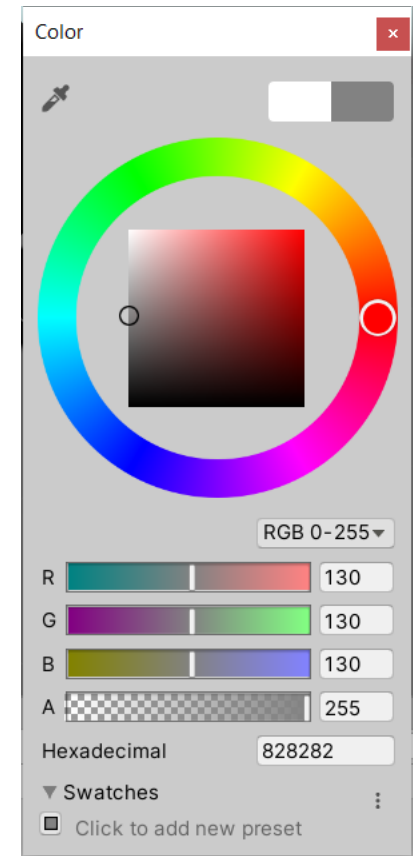 Color
RGB 0-255
R 130
G 130
B 130
A 255
Hexadecimal 828282
Swatches
Click to add new preset